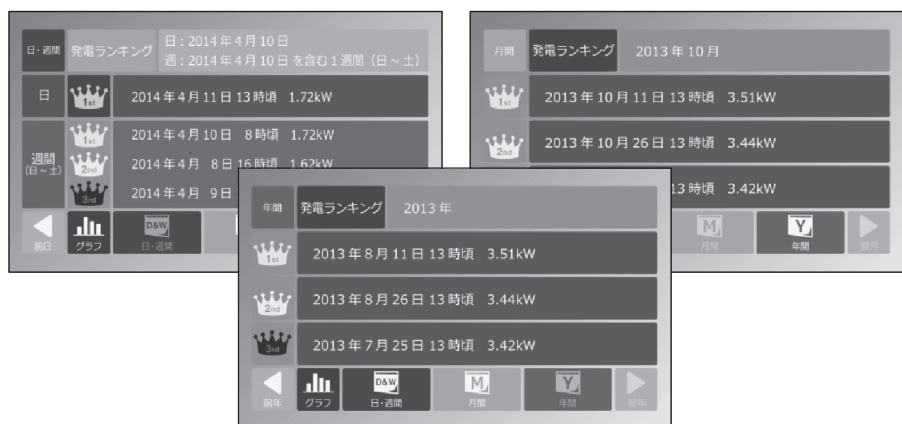 日・週間
発電ランキング
日：2014年4月10日
週：2014年4月10日 を含む1週間（日～土）
日
1st
2014年4月11日13時頃 1.72kW
週間
(日～土)
1st
2014年4月10日 8時頃 1.72kW
2nd
2014年4月 8日16時頃 1.62kW
3rd
2014年4月 9日
前日
グラフ
D&W
日・週間
月間
発電ランキング
2013年10月
1st
2013年10月11日13時頃 3.51kW
2nd
2013年10月26日13時頃 3.44kW
13時頃 3.42kW
M
月間
Y
年間
翌月
年間
発電ランキング
2013年
1st
2013年8月11日13時頃 3.51kW
2nd
2013年8月26日13時頃 3.44kW
3rd
2013年7月25日13時頃 3.42kW
前年
グラフ
D&W
日・週間
M
月間
Y
年間
翌年